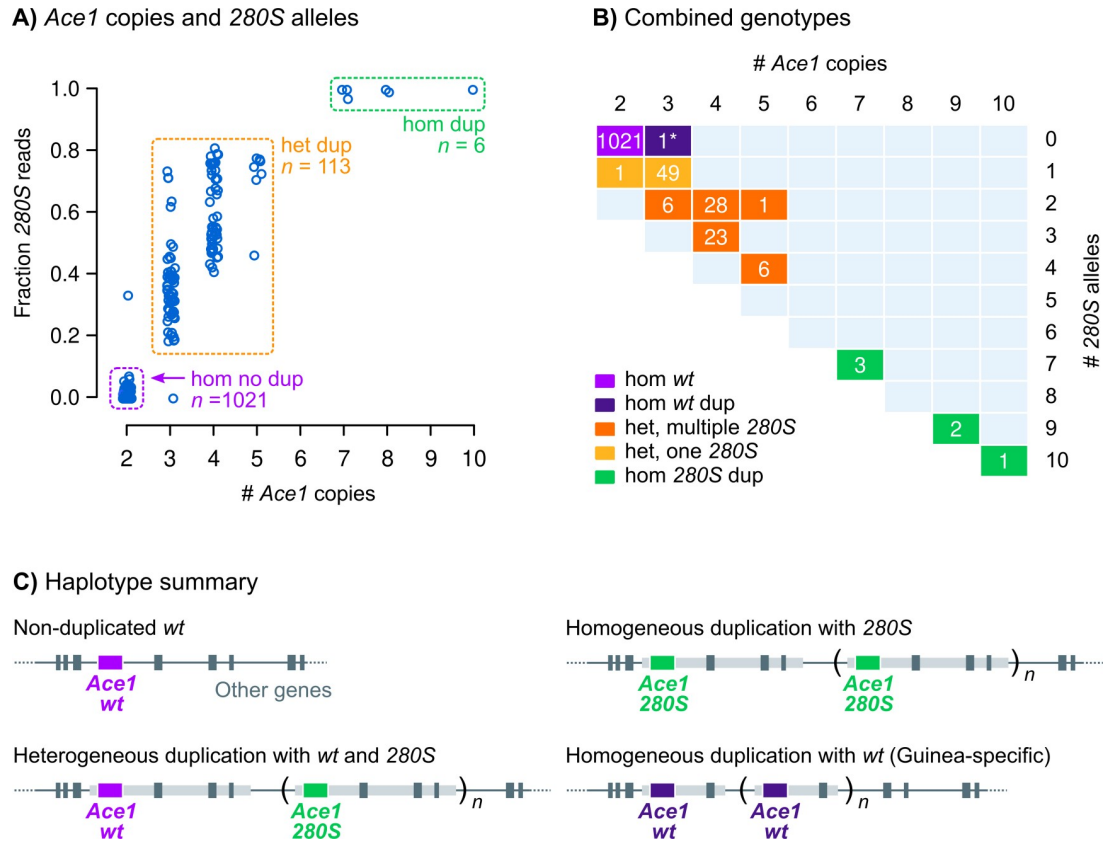 A) Ace1 copies and 280S alleles
Fraction 280S reads
1.0
0.8
0.6
0.4
0.2
0.0
hom dup
n = 6
het dup
n = 113
hom no dup
n =1021
2 3 4 5 6 7 8 9 10
# Ace1 copies
B) Combined genotypes
# Ace1 copies
2 3 4 5 6 7 8 9 10
1021 1* 0
1 49 1
6 28 1 2
23 3
6 4
5
6
3 7
8
2 9
1 10
# 280S alleles
hom wt
hom wt dup
het, multiple 280S
het, one 280S
hom 280S dup
C) Haplotype summary
Non-duplicated wt
Ace1
wt
Other genes
Homogeneous duplication with 280S
Ace1
280S
( Ace1
280S ) n
Heterogeneous duplication with wt and 280S
Ace1
wt
( Ace1
280S ) n
Homogeneous duplication with wt (Guinea-specific)
Ace1
wt
( Ace1
wt ) n